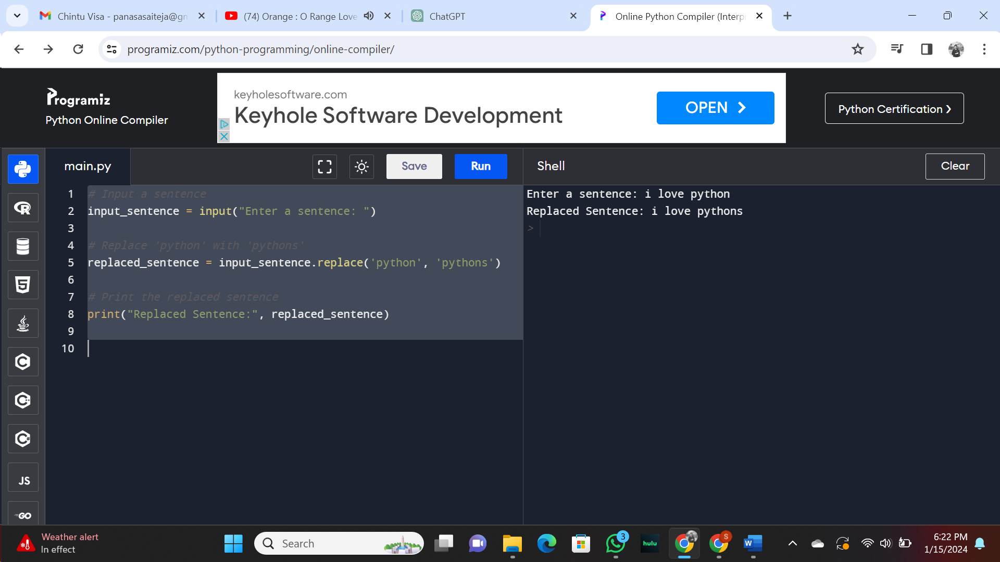 Chintu Visa - panasasaiteja@gm
(74) Orange : O Range Love
ChatGPT
Online Python Compiler (Interp
programiz.com/python-programming/online-compiler/
Programiz
Python Online Compiler
keyholesoftware.com
Keyhole Software Development
OPEN
Python Certification
main.py
Save
Run
Shell
Clear
1 # Input a sentence
2 input_sentence = input("Enter a sentence: ")
3
4 # Replace 'python' with 'pythons'
5 replaced_sentence = input_sentence.replace('python', 'pythons')
6
7 # Print the replaced sentence
8 print("Replaced Sentence:", replaced_sentence)
9
10
Enter a sentence: i love python
Replaced Sentence: i love pythons
>
R
5
C
C++
C#
JS
GO
Weather alert
In effect
Search
3
hulu
S
W
6:22 PM
1/15/2024